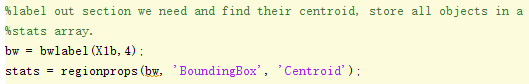 %label out section we need and find their centroid, store all objects in a
%stats array.
bw = bwlabel(X1b,4);
stats = regionprops(bw, 'BoundingBox', 'Centroid');